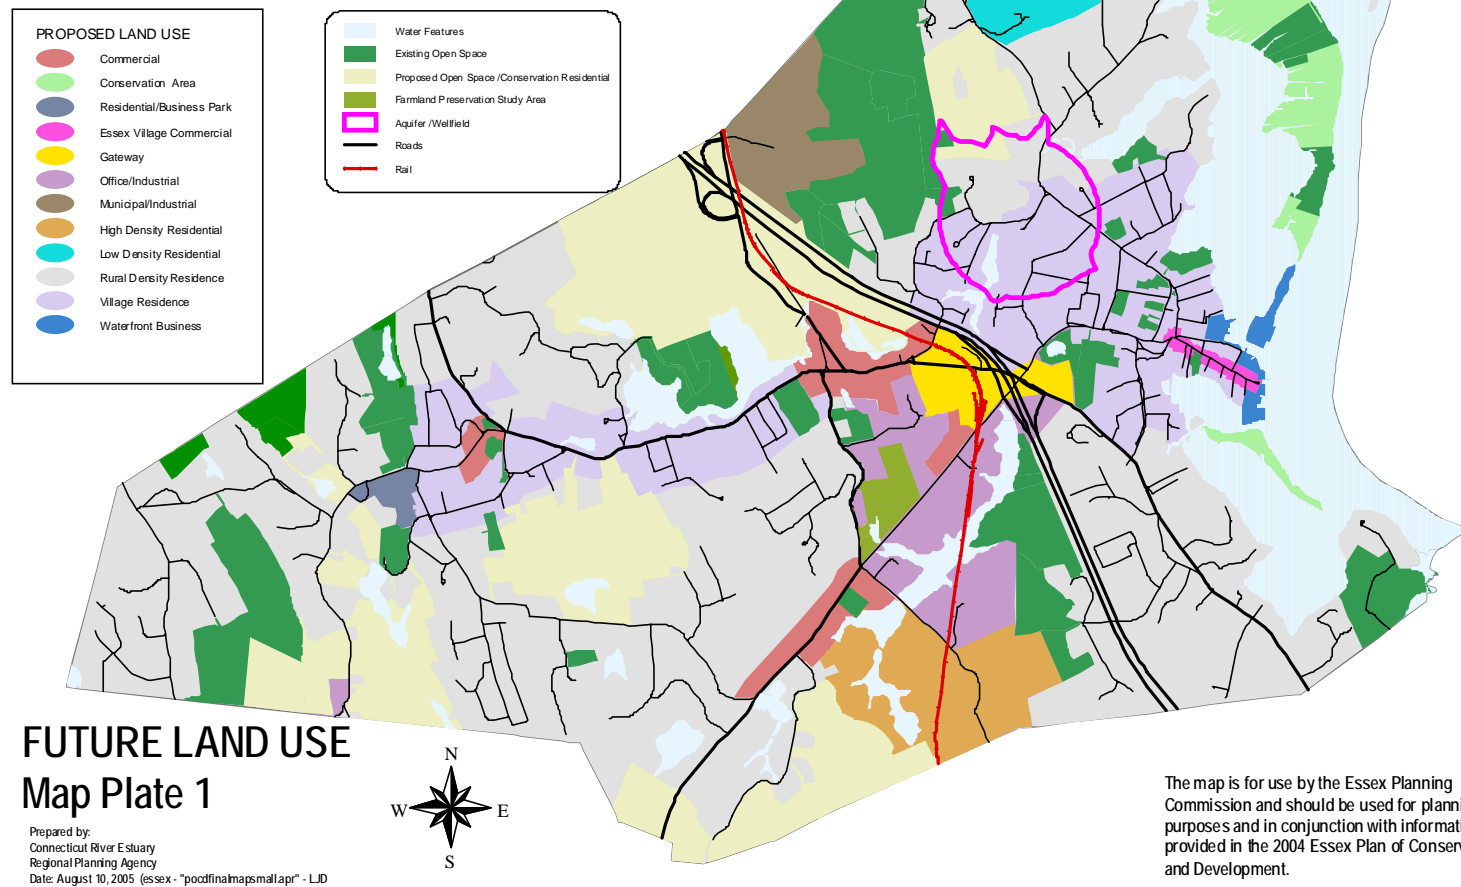 PROPOSED LAND USE
Commercial
Conservation Area
Residential/Business Park
Essex Village Commercial
Gateway
Office/Industrial
Municipal/Industrial
High Density Residential
Low Density Residential
Rural Density Residence
Village Residence
Waterfront Business
Water Features
Existing Open Space
Proposed Open Space /Conservation Residential
Farmland Preservation Study Area
Aquifer /Wellfield
Roads
Rail
FUTURE LAND USE
Map Plate 1
Prepared by:
Connecticut River Estuary
Regional Planning Agency
Date: August 10, 2005 (essex - "pocdfinalmapsmall.apr" - LJD
N
W
E
S
The map is for use by the Essex Planning
Commission and should be used for planni
purposes and in conjunction with informati
provided in the 2004 Essex Plan of Conserv
and Development.